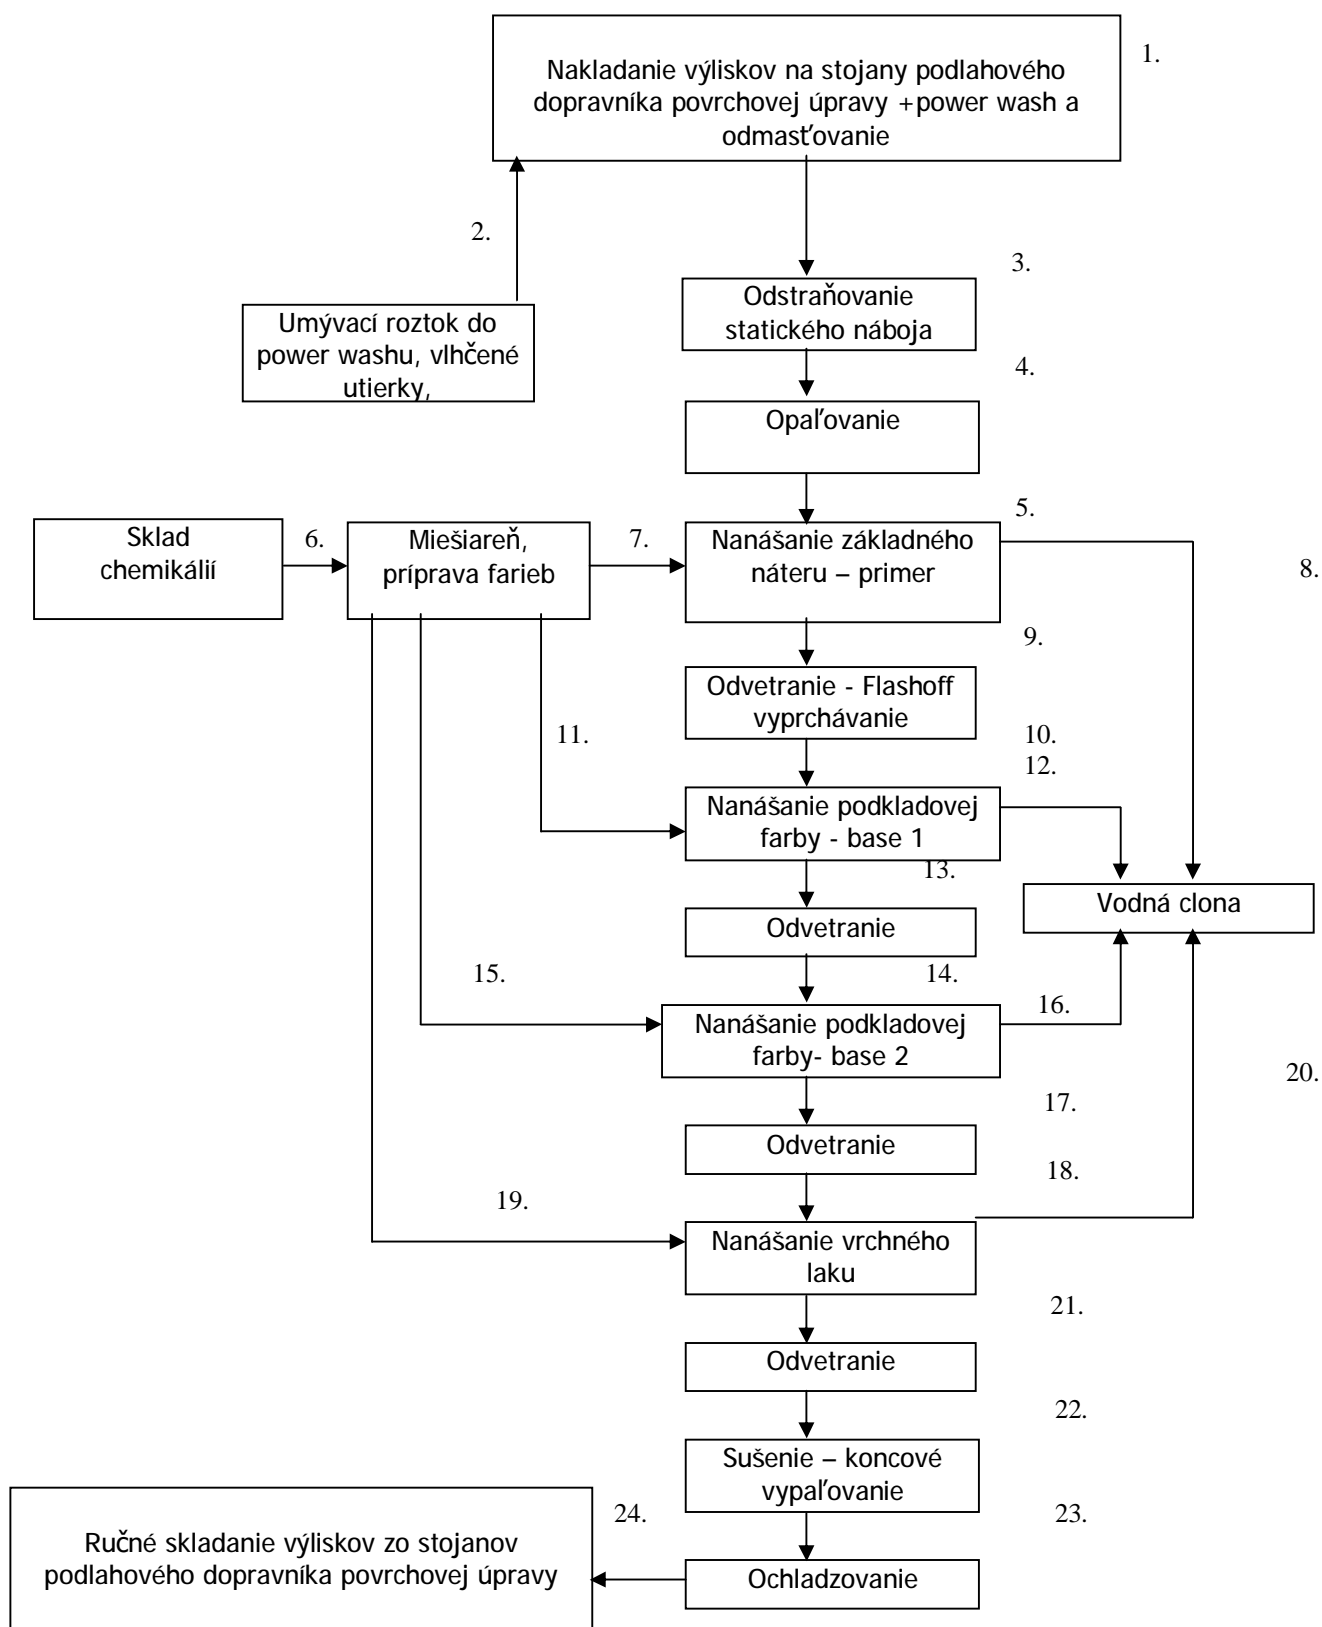 1.
Nakladanie výliskov na stojany podlahového
dopravníka povrchovej úpravy +power wash a
odmasťovanie
2.
3.
Odstraňovanie
statického náboja
Umývací roztok do
power washu, vlhčené
utierky,
4.
Opaľovanie
5.
Sklad
chemikálií
6.
Miešiareň,
príprava farieb
7.
Nanášanie základného
náteru – primer
8.
9.
Odvetranie - Flashoff
vyprchávanie
11.
10.
12.
Nanášanie podkladovej
farby - base 1
13.
Vodná clona
Odvetranie
15.
14.
Nanášanie podkladovej
farby- base 2
16.
20.
17.
Odvetranie
18.
19.
Nanášanie vrchného
laku
21.
Odvetranie
22.
Sušenie – koncové
vypaľovanie
24.
23.
Ručné skladanie výliskov zo stojanov
podlahového dopravníka povrchovej úpravy
Ochladzovanie